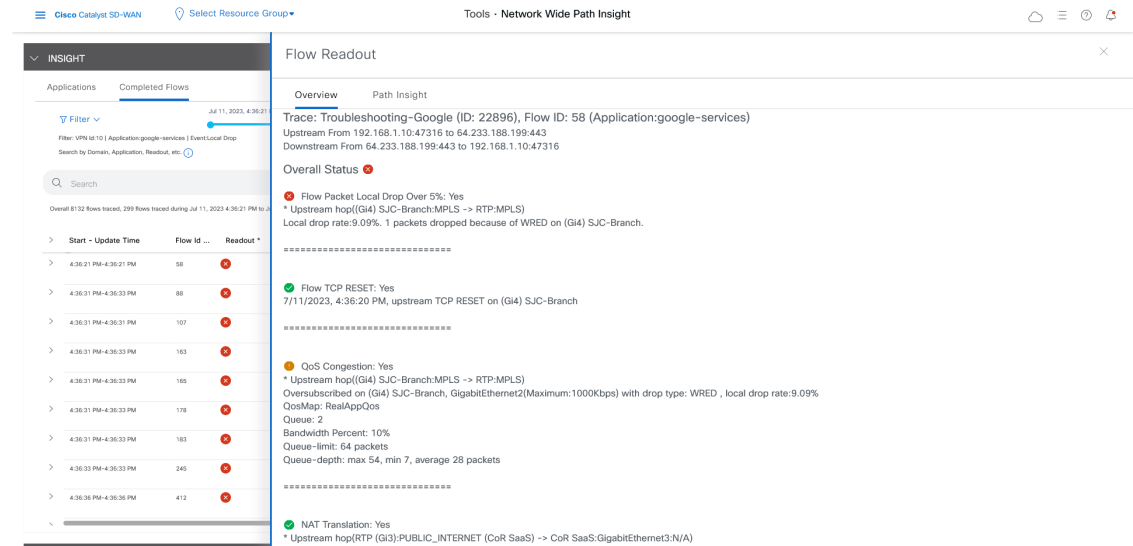 Cisco Catalyst SD-WAN
Select Resource Group▾
Tools · Network Wide Path Insight
INSIGHT
Applications
Completed Flows
Jul 11, 2023, 4:36:21
Filter
Filter: VPN Id:10 | Application:google-services | Event:Local Drop
Search by Domain, Application, Readout, etc.
Search
Overall 8132 flows traced, 299 flows traced during Jul 11, 2023 4:36:21 PM to
Start - Update Time Flow Id ... Readout *
4:36:21 PM-4:36:21 PM 58
4:36:31 PM-4:36:33 PM 88
4:36:31 PM-4:36:31 PM 107
4:36:31 PM-4:36:33 PM 163
4:36:31 PM-4:36:33 PM 165
4:36:31 PM-4:36:33 PM 178
4:36:31 PM-4:36:33 PM 183
4:36:33 PM-4:36:33 PM 245
4:36:36 PM-4:36:36 PM 412
Flow Readout
Overview
Path Insight
Trace: Troubleshooting-Google (ID: 22896), Flow ID: 58 (Application:google-services)
Upstream From 192.168.1.10:47316 to 64.233.188.199:443
Downstream From 64.233.188.199:443 to 192.168.1.10:47316
Overall Status
Flow Packet Local Drop Over 5%: Yes
* Upstream hop((Gi4) SJC-Branch:MPLS -> RTP:MPLS)
Local drop rate:9.09%. 1 packets dropped because of WRED on (Gi4) SJC-Branch.
==============================
Flow TCP RESET: Yes
7/11/2023, 4:36:20 PM, upstream TCP RESET on (Gi4) SJC-Branch
==============================
QoS Congestion: Yes
* Upstream hop((Gi4) SJC-Branch:MPLS -> RTP:MPLS)
Oversubscribed on (Gi4) SJC-Branch, GigabitEthernet2(Maximum:1000Kbps) with drop type: WRED , local drop rate:9.09%
QosMap: RealAppQos
Queue: 2
Bandwidth Percent: 10%
Queue-limit: 64 packets
Queue-depth: max 54, min 7, average 28 packets
==============================
NAT Translation: Yes
* Upstream hop(RTP (Gi3):PUBLIC_INTERNET (CoR SaaS) -> CoR SaaS:GigabitEthernet3:N/A)